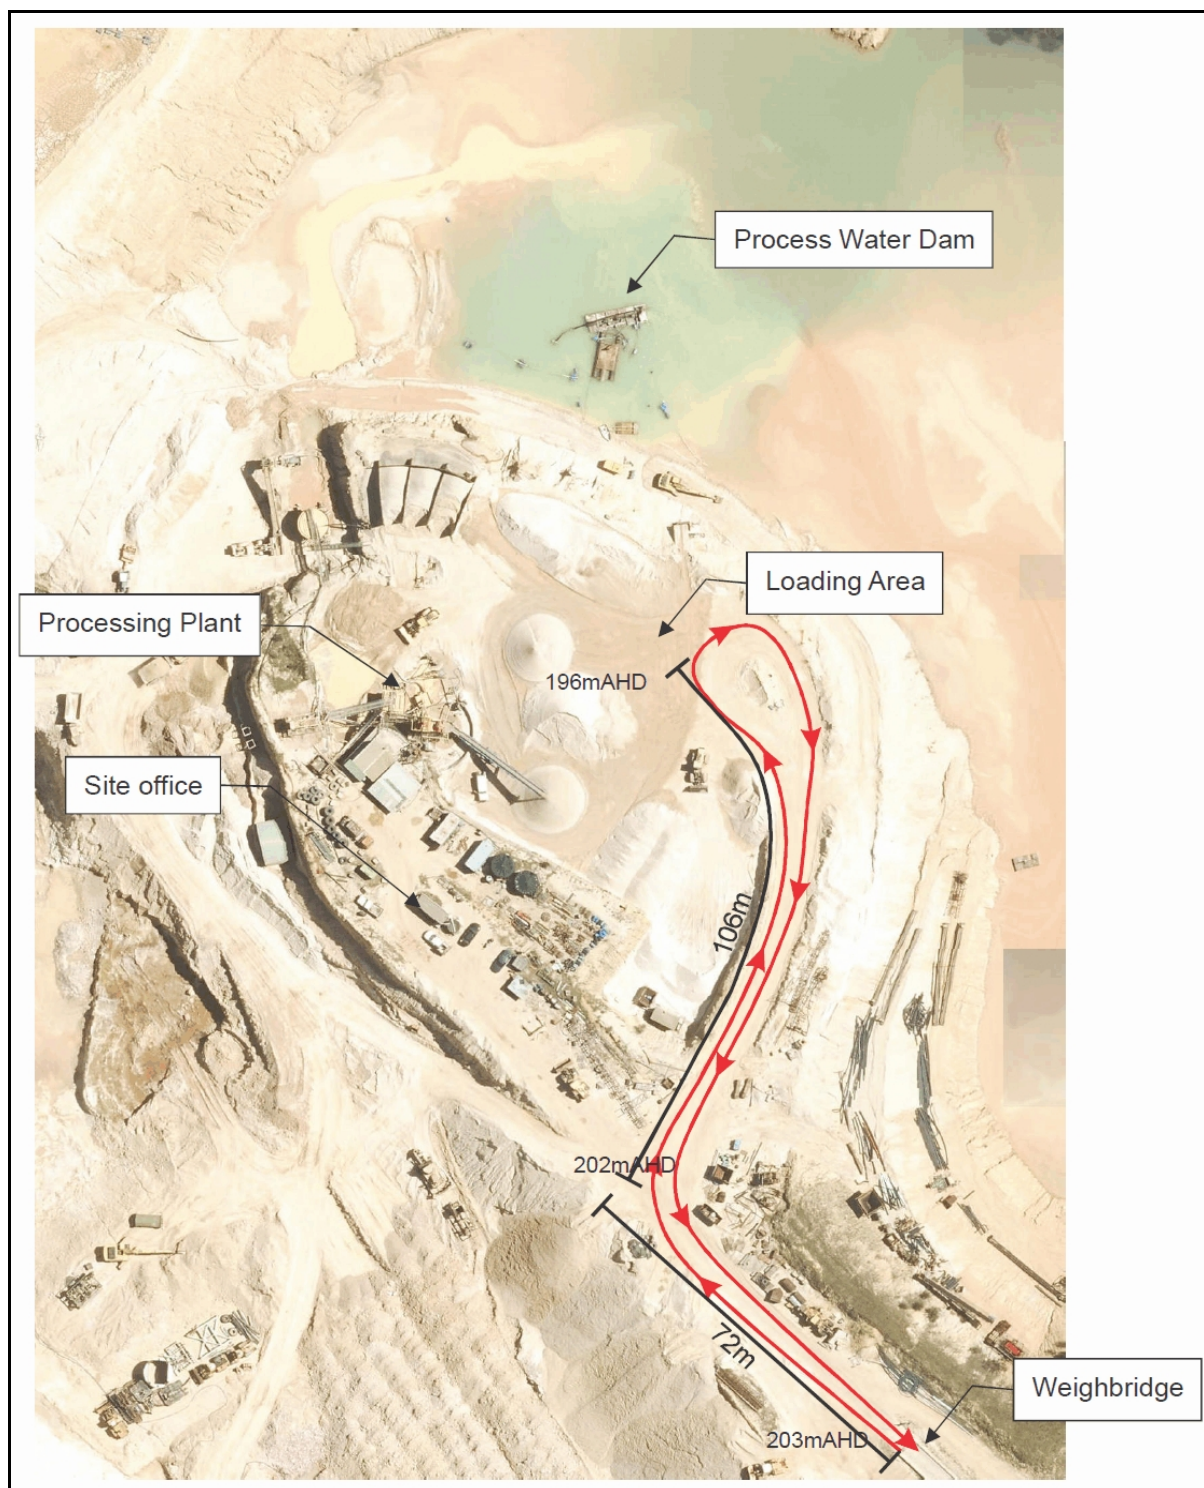 Process Water Dam
Loading Area
Processing Plant
196mAHD
Site office
106m
202mAHD
72m
Weighbridge
203mAHD